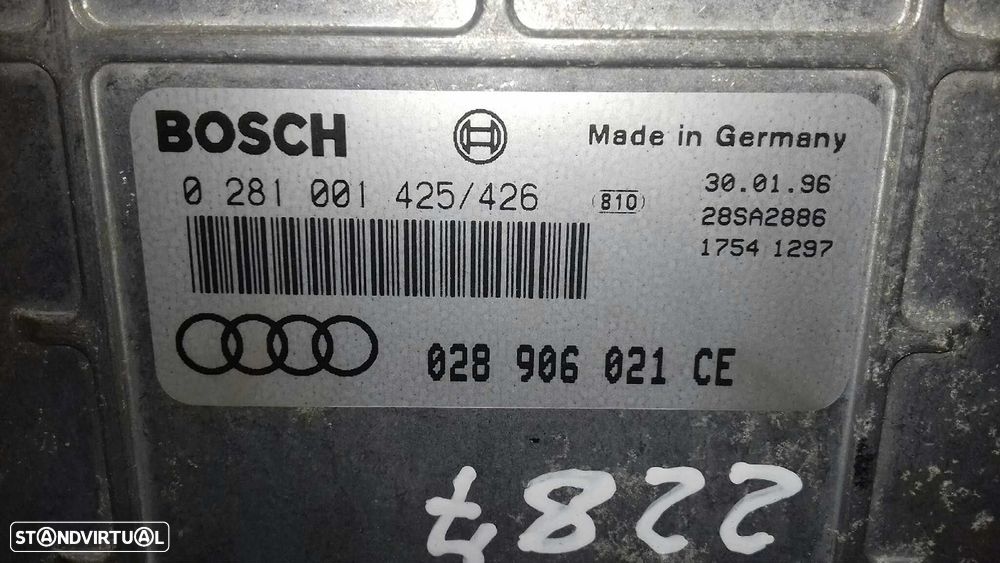 BOSCH
Made in Germany
0 281 001 425/426
810
30.01.96
28SA2886
1754 1297
028 906 021 CE
2287
STANDVIRTUAL